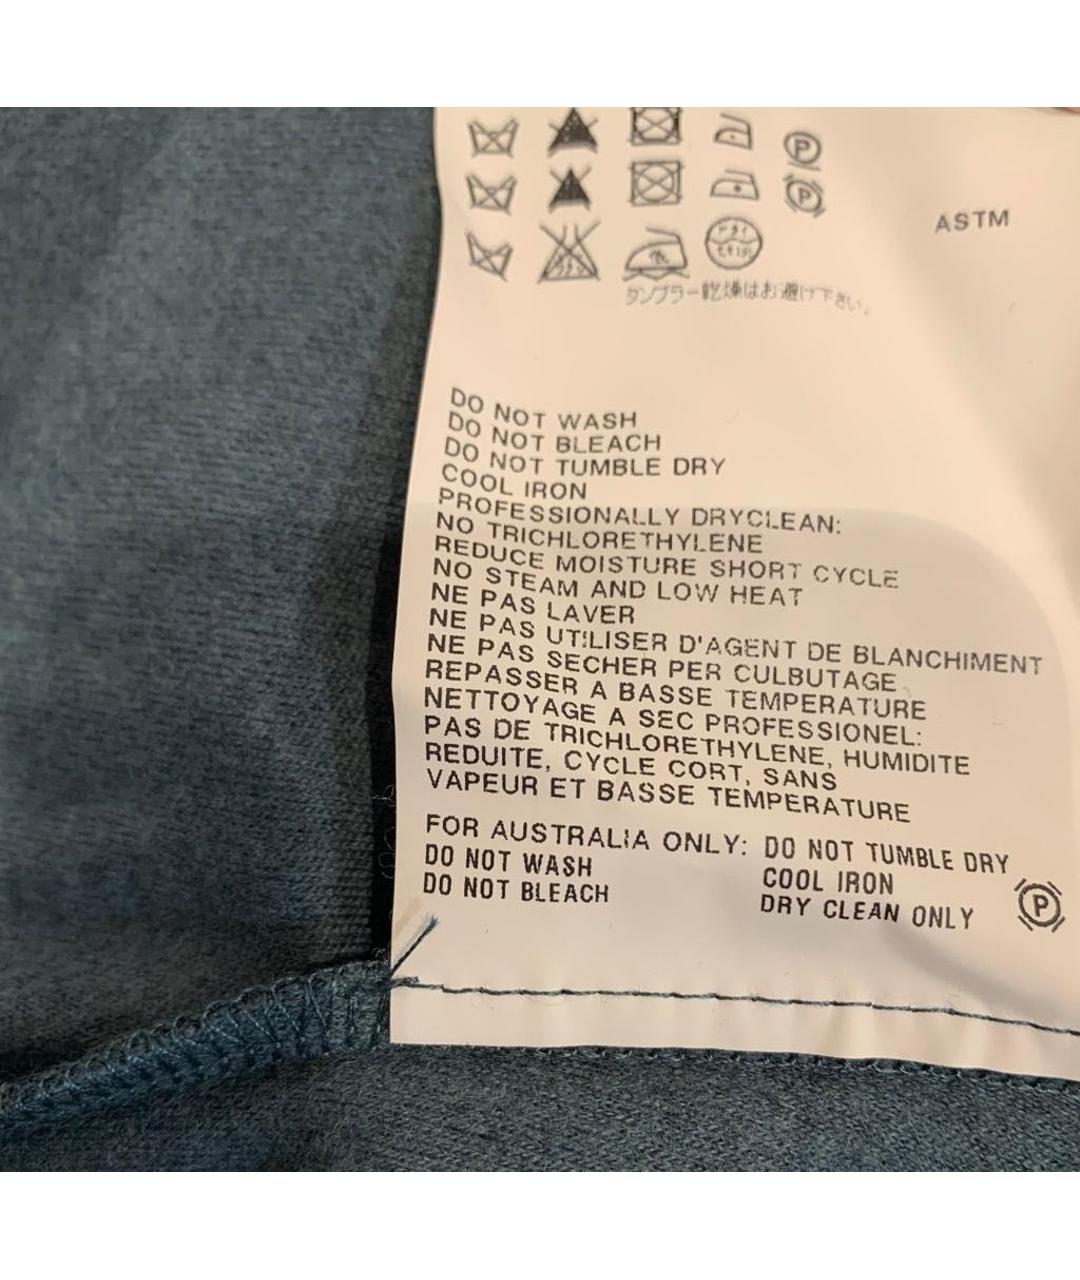 ASTM
タンブラー乾燥はお避け下さい。
DO NOT WASH
DO NOT BLEACH
DO NOT TUMBLE DRY
COOL IRON
PROFESSIONALLY DRYCLEAN:
NO TRICHLORETHYLENE
REDUCE MOISTURE SHORT CYCLE
NO STEAM AND LOW HEAT
NE PAS LAVER
NE PAS UTILISER D'AGENT DE BLANCHIMENT
NE PAS SECHER PER CULBUTAGE
REPASSER A BASSE TEMPERATURE
NETTOYAGE A SEC PROFESSIONEL:
PAS DE TRICHLORETHYLENE, HUMIDITE
REDUITE, CYCLE CORT, SANS
VAPEUR ET BASSE TEMPERATURE
FOR AUSTRALIA ONLY: DO NOT TUMBLE DRY
DO NOT WASH COOL IRON
DO NOT BLEACH DRY CLEAN ONLY P